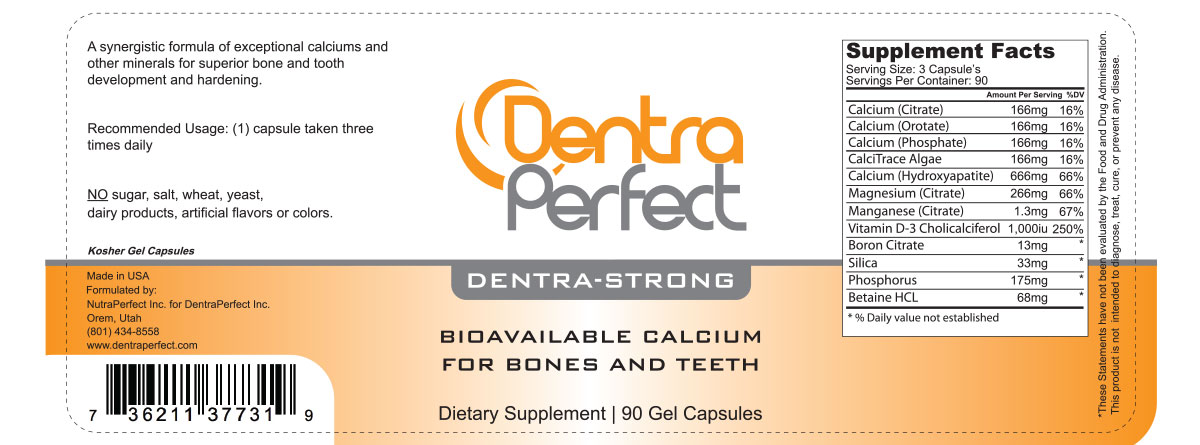 A synergistic formula of exceptional calciums and
other minerals for superior bone and tooth
development and hardening.
Recommended Usage: (1) capsule taken three
times daily
NO sugar, salt, wheat, yeast,
dairy products, artificial flavors or colors.
Kosher Gel Capsules
Made in USA
Formulated by:
NutraPerfect Inc. for DentraPerfect Inc.
Orem, Utah
(801) 434-8558
www.dentraperfect.com
7 36211 37731 9
Dentra
Perfect
DENTRA-STRONG
BIOAVAILABLE CALCIUM
FOR BONES AND TEETH
Dietary Supplement | 90 Gel Capsules
Supplement Facts
Serving Size: 3 Capsule's
Servings Per Container: 90
Amount Per Serving %DV
Calcium (Citrate) 166mg 16%
Calcium (Orotate) 166mg 16%
Calcium (Phosphate) 166mg 16%
CalciTrace Algae 166mg 16%
Calcium (Hydroxyapatite) 666mg 66%
Magnesium (Citrate) 266mg 66%
Manganese (Citrate) 1.3mg 67%
Vitamin D-3 Cholicalciferol 1,000iu 250%
Boron Citrate 13mg *
Silica 33mg *
Phosphorus 175mg *
Betaine HCL 68mg *
* % Daily value not established
*These Statements have not been evaluated by the Food and Drug Administration.
This product is not intended to diagnose, treat, cure, or prevent any disease.